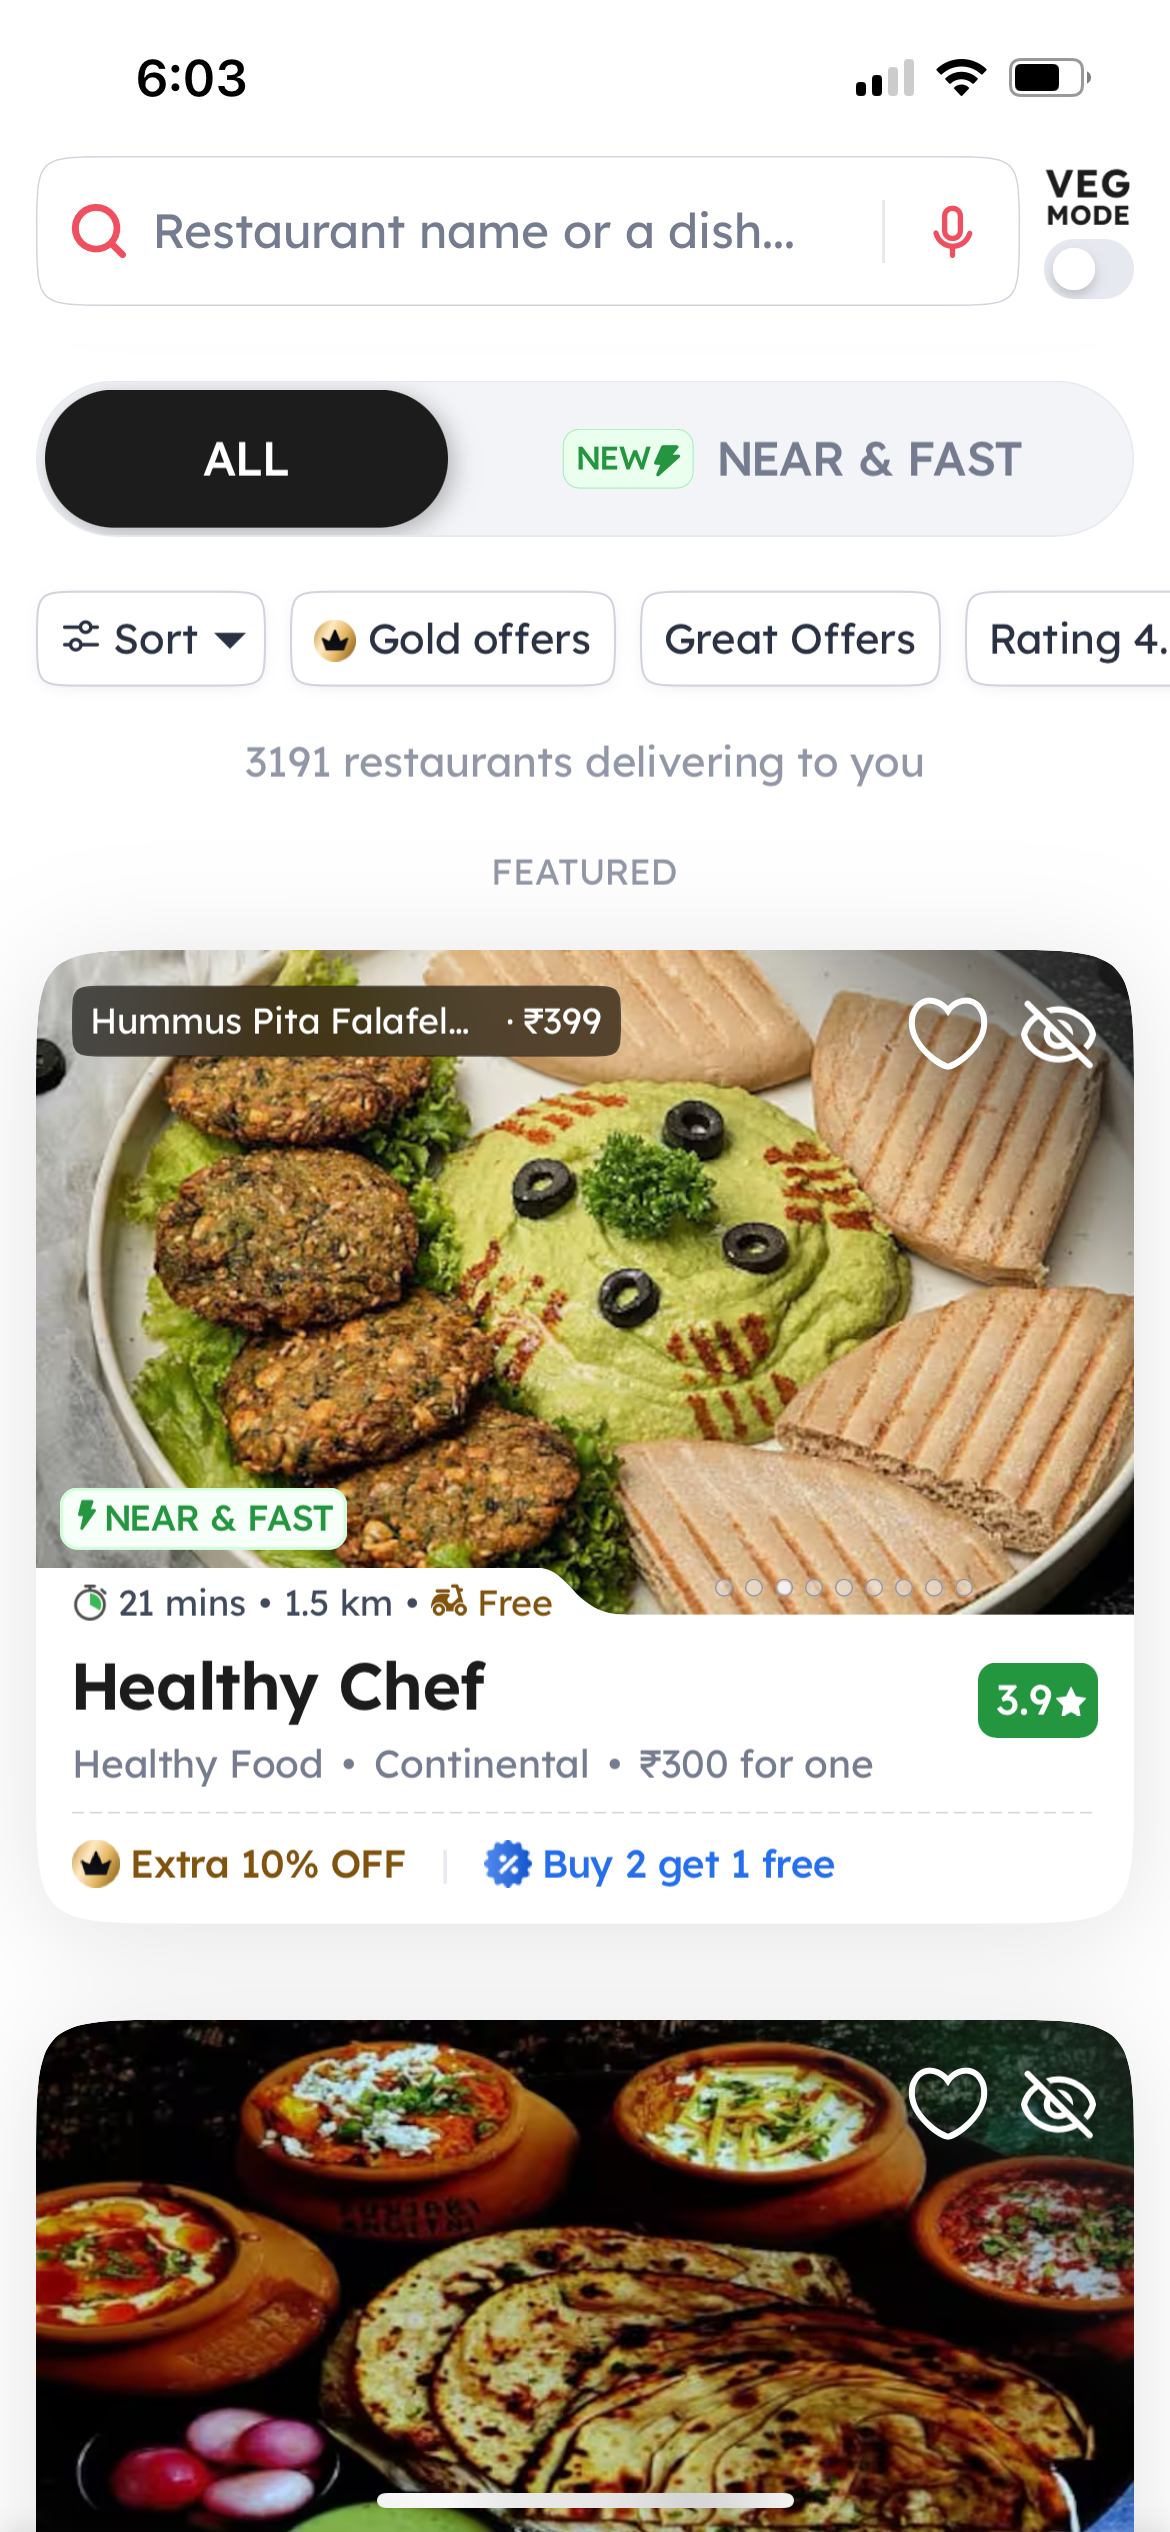 6:03
Restaurant name or a dish...
VEG
MODE
ALL
NEW NEAR & FAST
Sort
Gold offers
Great Offers
Rating 4.
3191 restaurants delivering to you
FEATURED
Hummus Pita Falafel... · ₹399
NEAR & FAST
21 mins • 1.5 km • Free
Healthy Chef
3.9★
Healthy Food • Continental • ₹300 for one
Extra 10% OFF
Buy 2 get 1 free